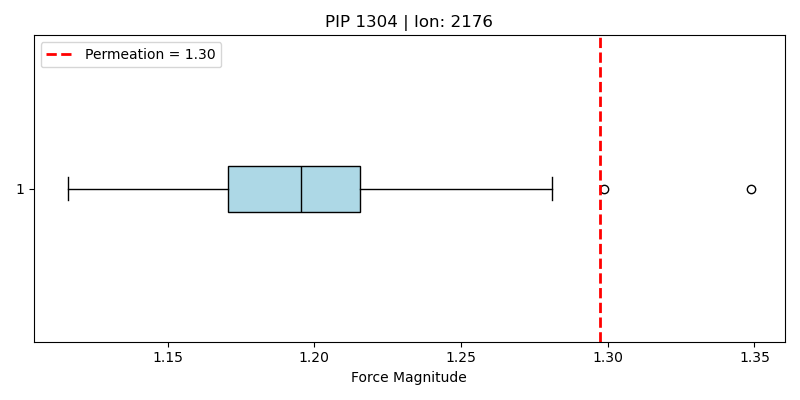 PIP 1304 | Ion: 2176
Permeation = 1.30
1
1.15 1.20 1.25 1.30 1.35
Force Magnitude